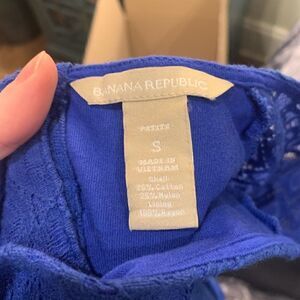 BANANA REPUBLIC
PETITE
S
MADE IN
VIETNAM
Shell
75% Cotton
25% Nylon
Lining
100% Rayon